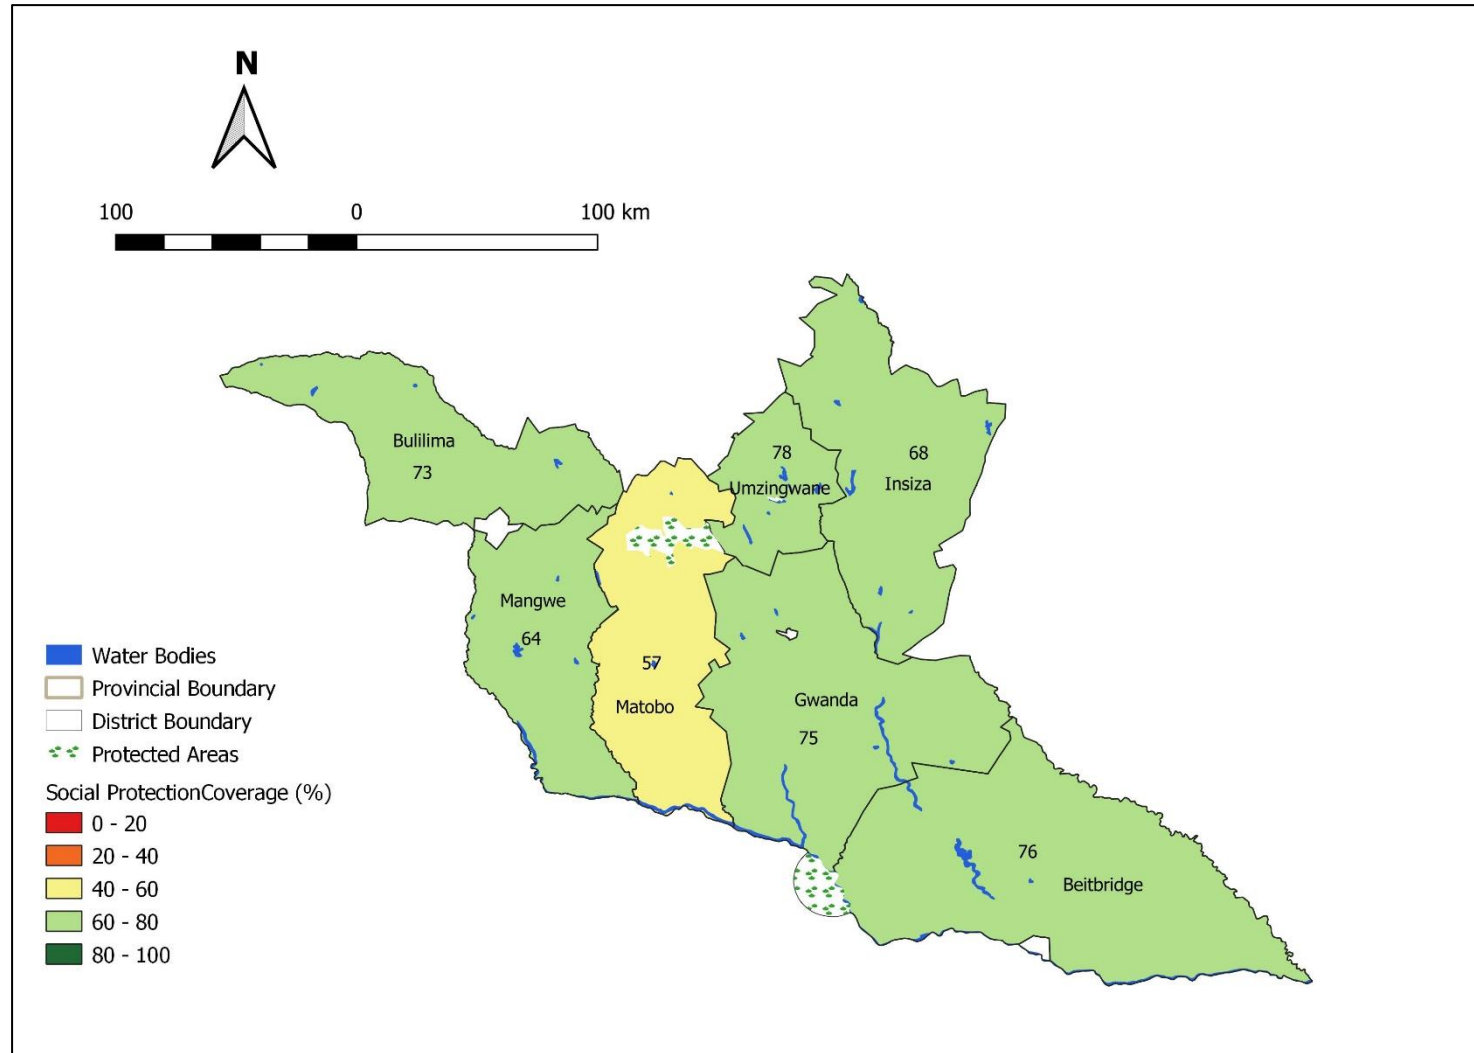 N
100 0 100 km
Bulilima
73
78
Umzingwane
68
Insiza
Mangwe
64
57
Matobo
Gwanda
75
76
Beitbridge
Water Bodies
Provincial Boundary
District Boundary
Protected Areas
Social ProtectionCoverage (%)
0 - 20
20 - 40
40 - 60
60 - 80
80 - 100